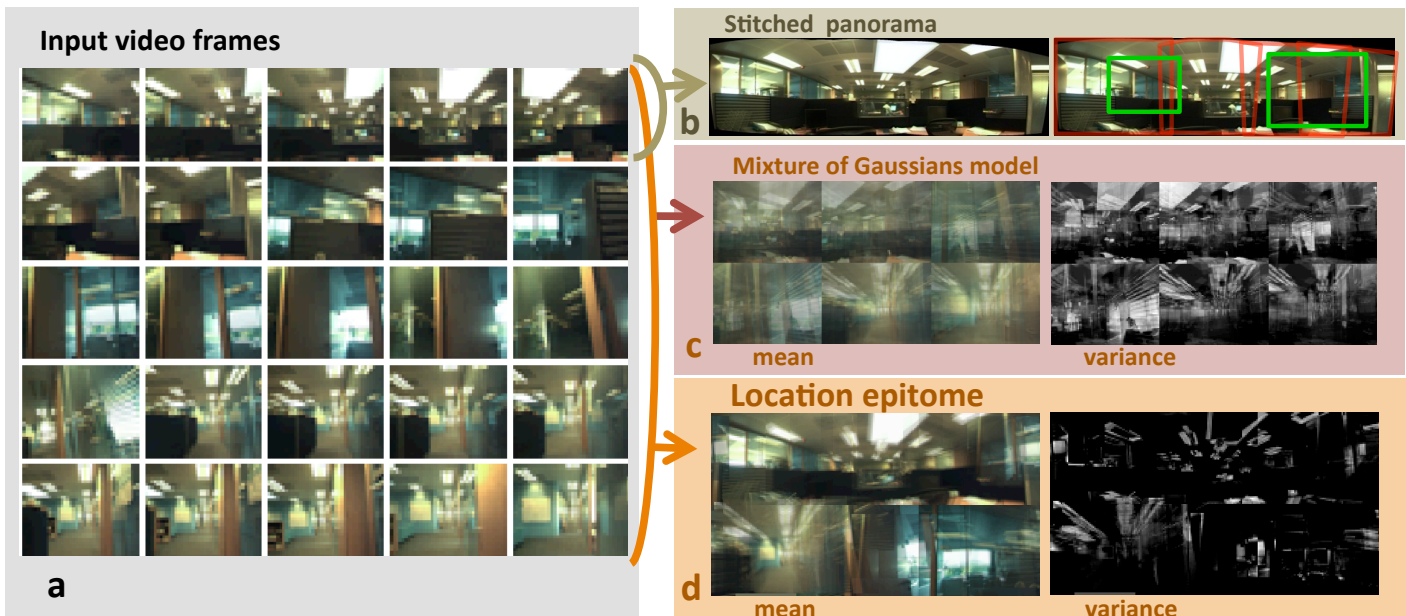 Input video frames
a
Stitched panorama
b
Mixture of Gaussians model
c
mean variance
Location epitome
d
mean variance